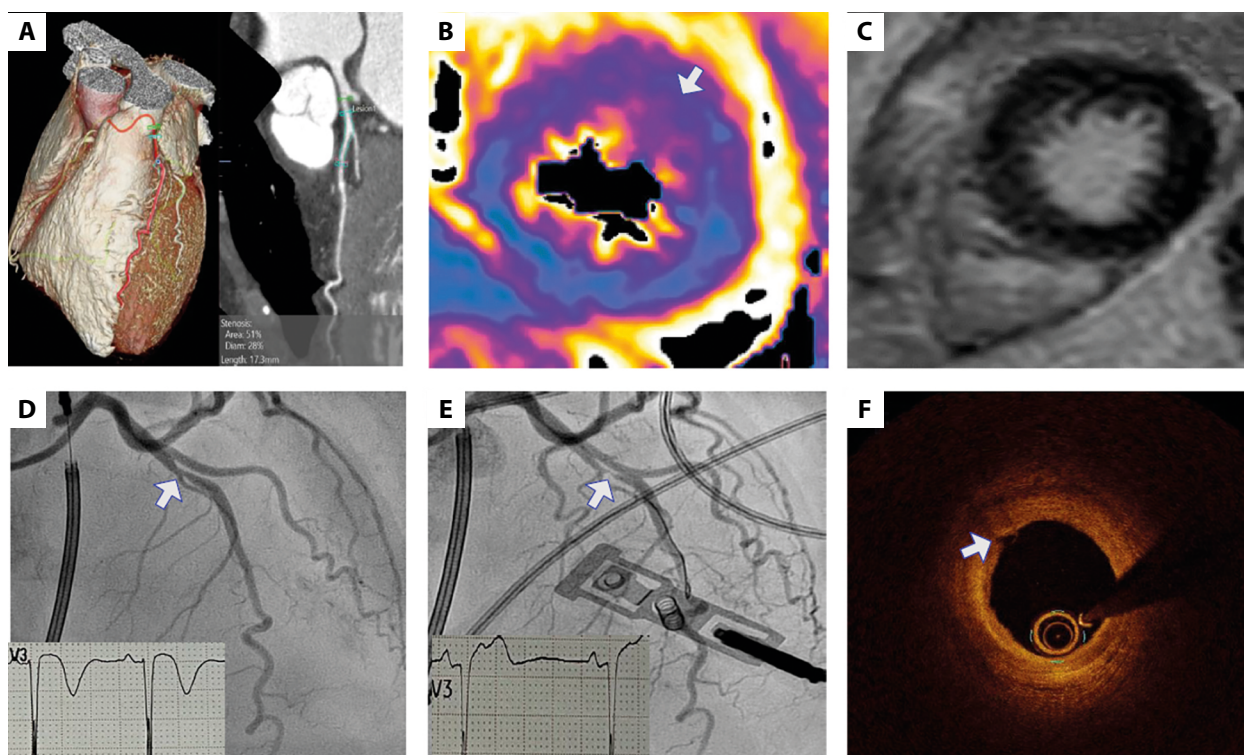 A
B
C
Lesion1
Stenosis:
Area: 51%
Diam: 28%
Length: 17.3mm
D
E
F
V3
V3